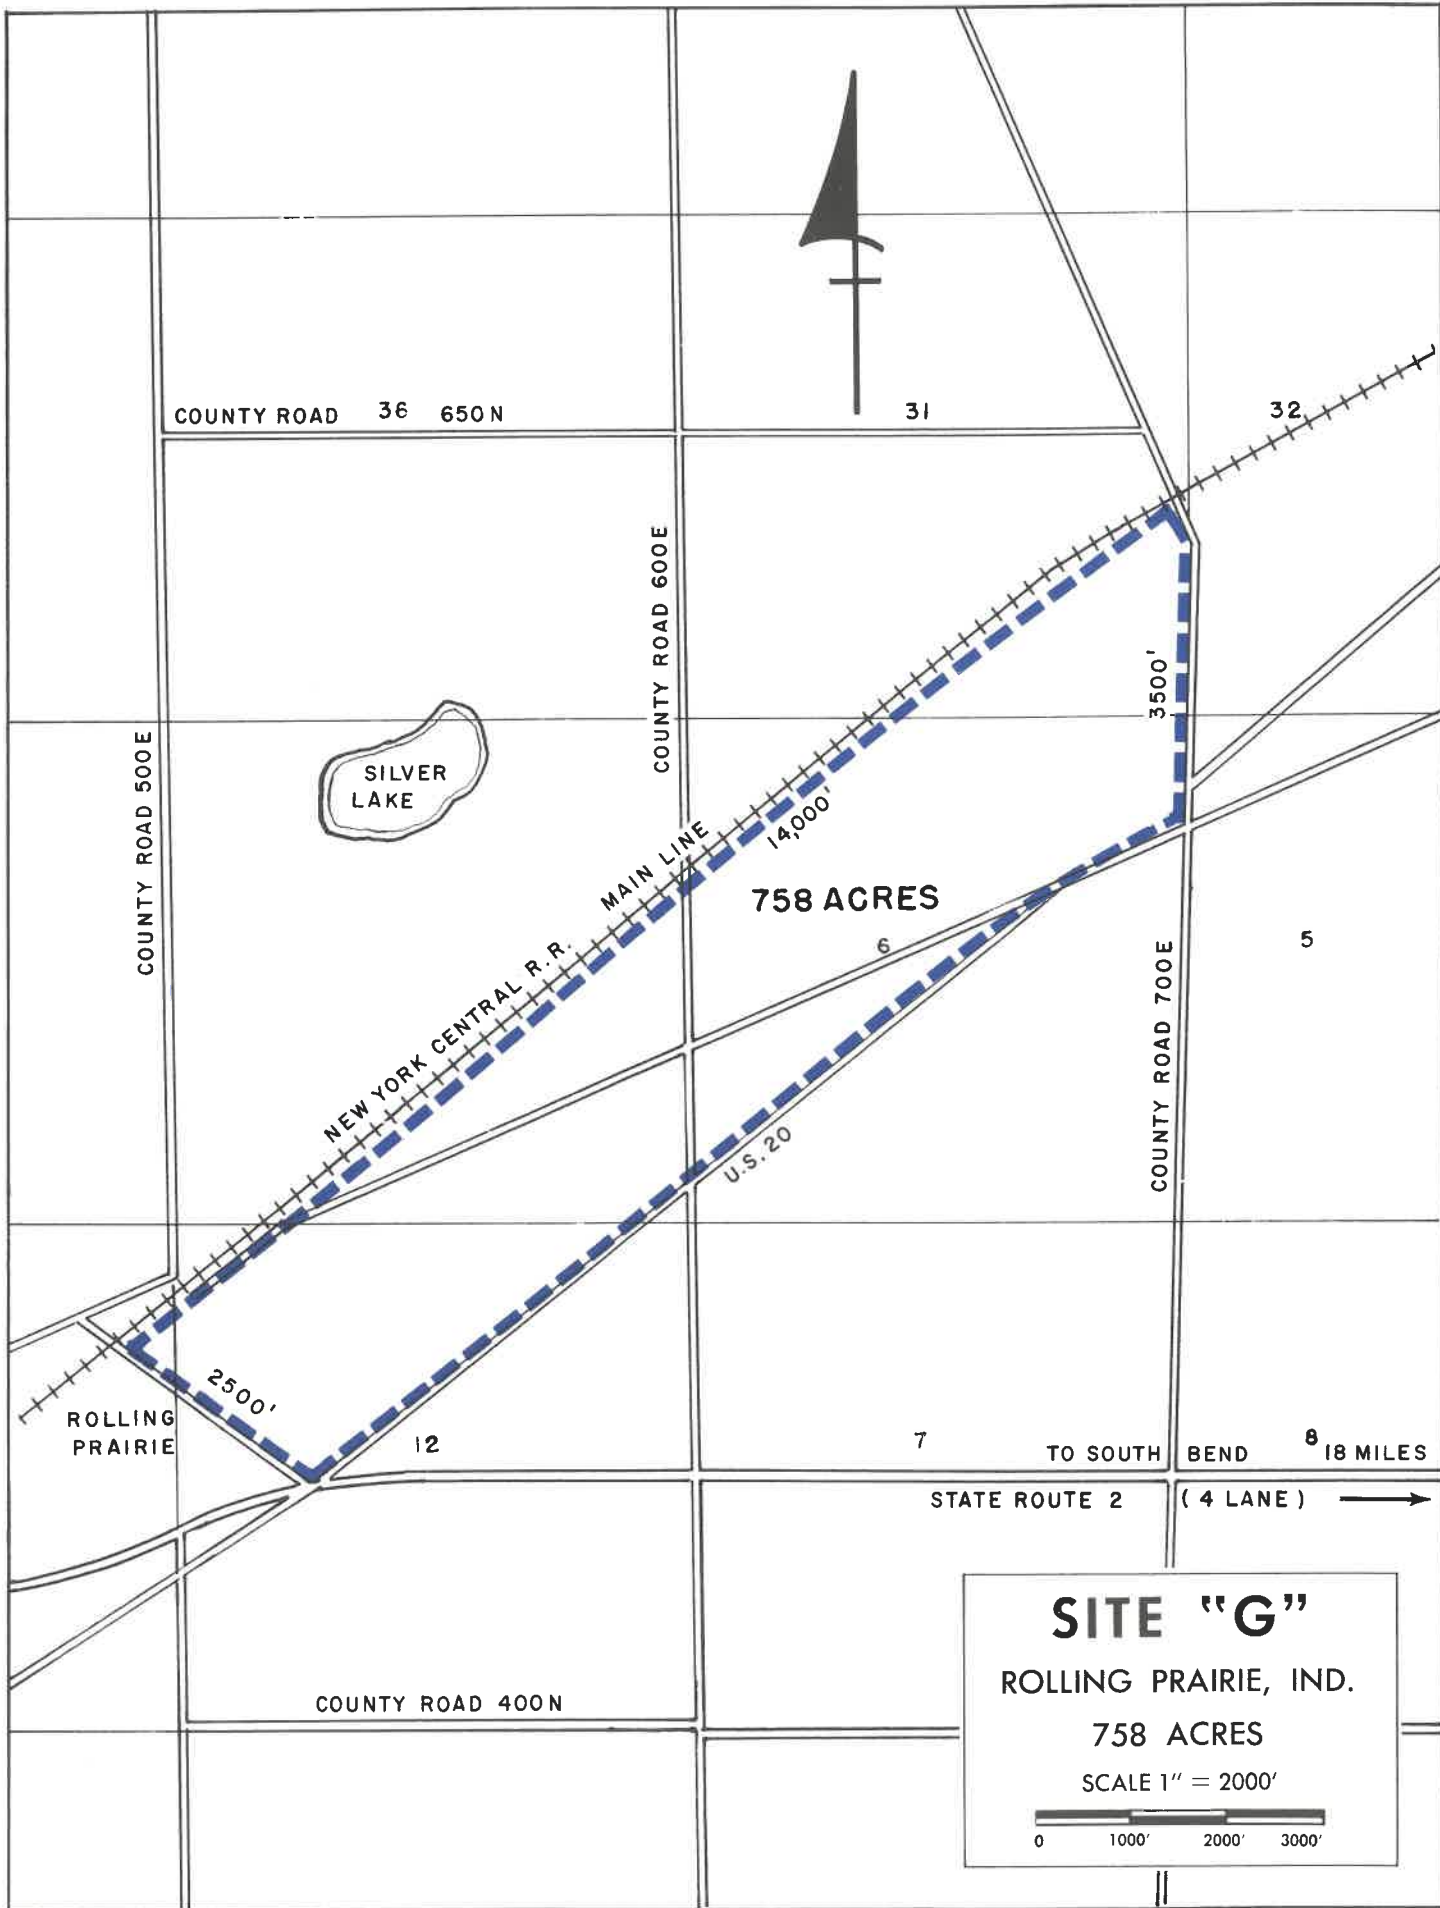 COUNTY ROAD 36 650 N
31
32
COUNTY ROAD 600E
COUNTY ROAD 500E
3500'
SILVER
LAKE
14,000'
NEW YORK CENTRAL R.R. MAIN LINE
758 ACRES
6
5
COUNTY ROAD 700E
U.S. 20
2500'
ROLLING
PRAIRIE
12
7
8
TO SOUTH BEND 18 MILES
STATE ROUTE 2 (4 LANE)
COUNTY ROAD 400N
SITE "G"
ROLLING PRAIRIE, IND.
758 ACRES
SCALE 1" = 2000'
0 1000' 2000' 3000'